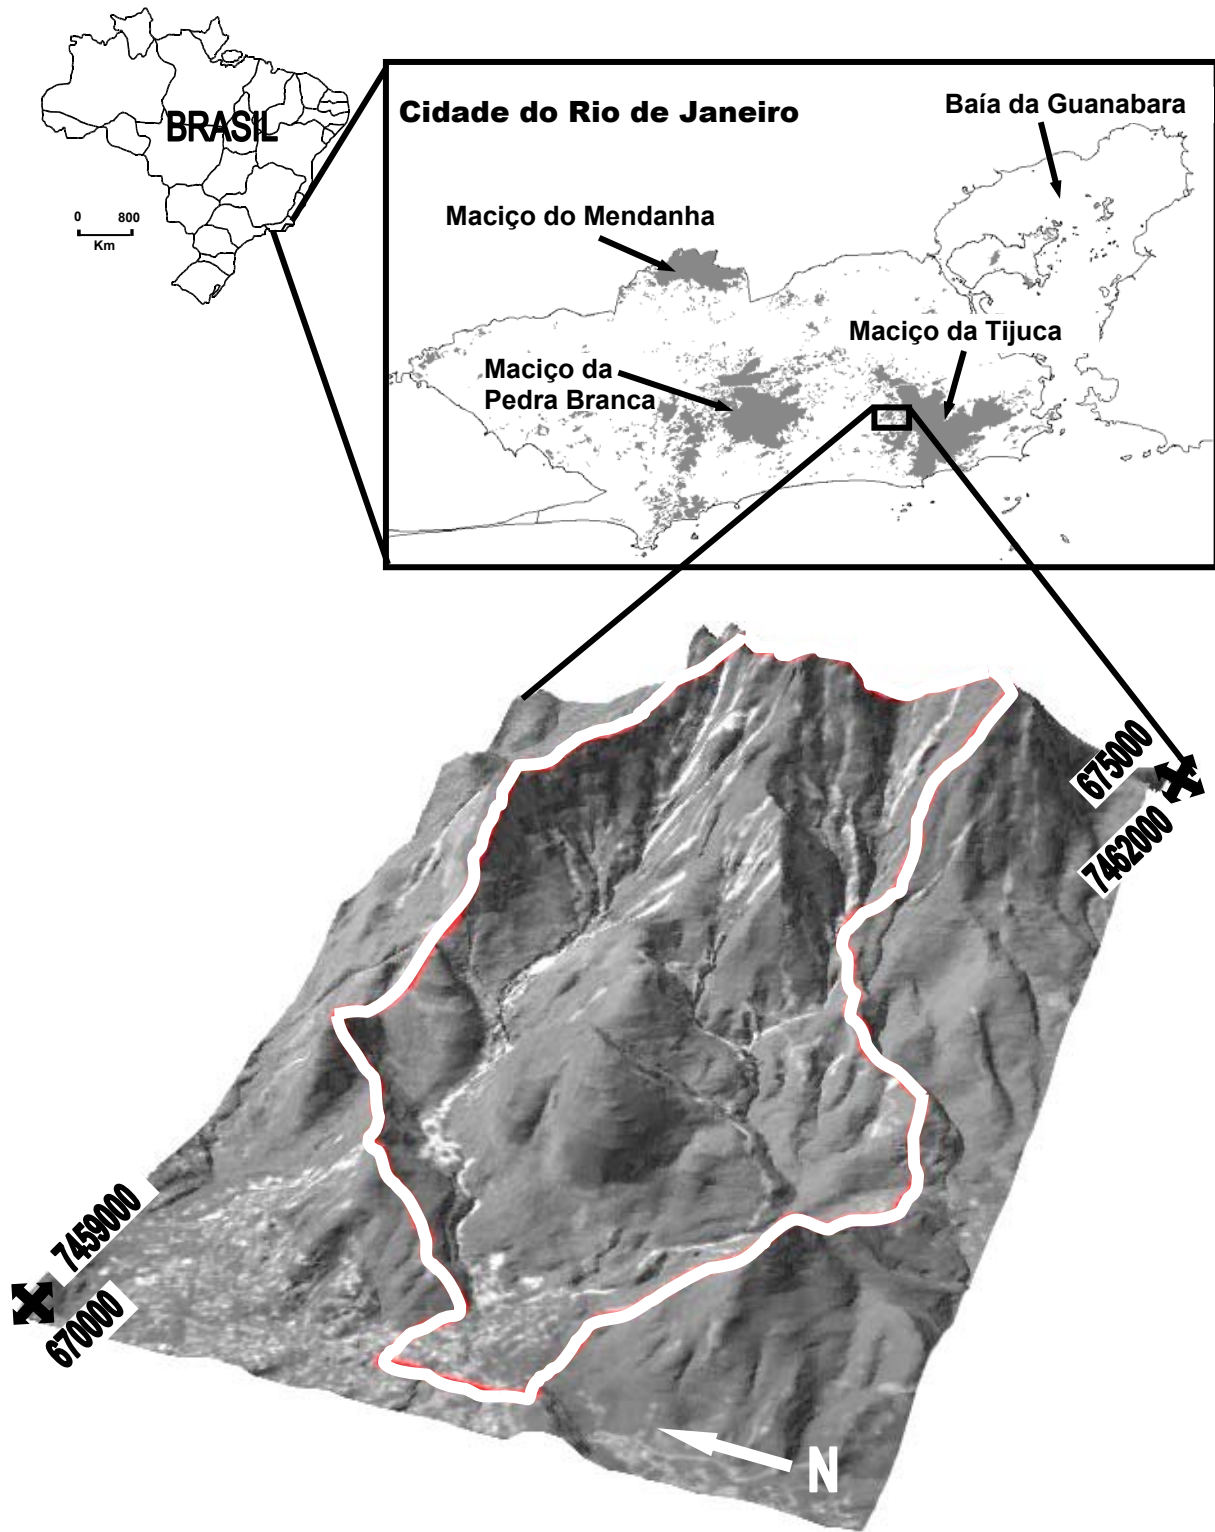 BRASIL
0 800
Km
Cidade do Rio de Janeiro
Baía da Guanabara
Maciço do Mendanha
Maciço da Tijuca
Maciço da
Pedra Branca
675000
7462000
7459000
670000
N